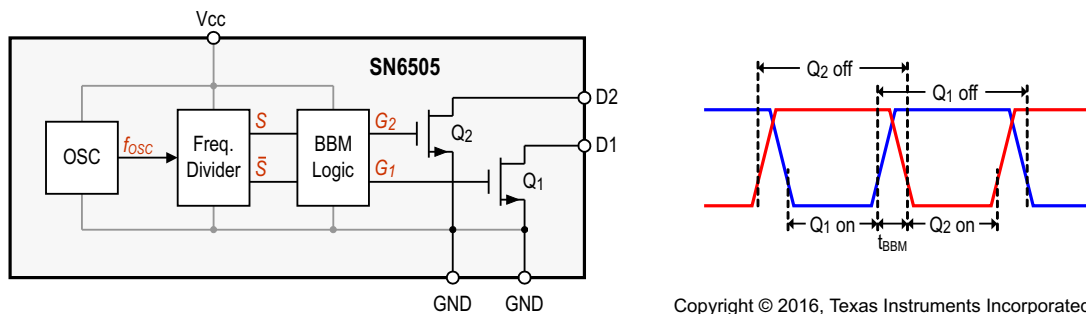 Vcc
SN6505
OSC
fOSC
Freq.
Divider
S
S̄
BBM
Logic
G2
G1
Q2
Q1
D2
D1
GND
GND
Q2 off
Q1 off
Q1 on
tBBM
Q2 on
Copyright © 2016, Texas Instruments Incorporated